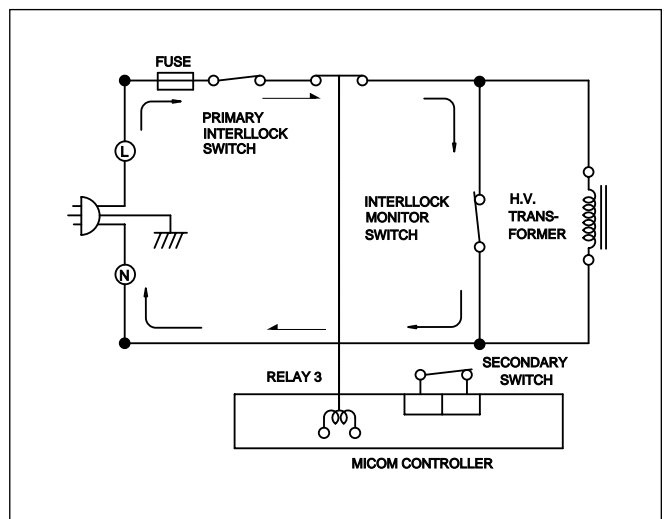 FUSE
PRIMARY
INTERLLOCK
SWITCH
L
INTERLLOCK
MONITOR
SWITCH
H.V.
TRANS-
FORMER
N
RELAY 3
SECONDARY
SWITCH
MICOM CONTROLLER